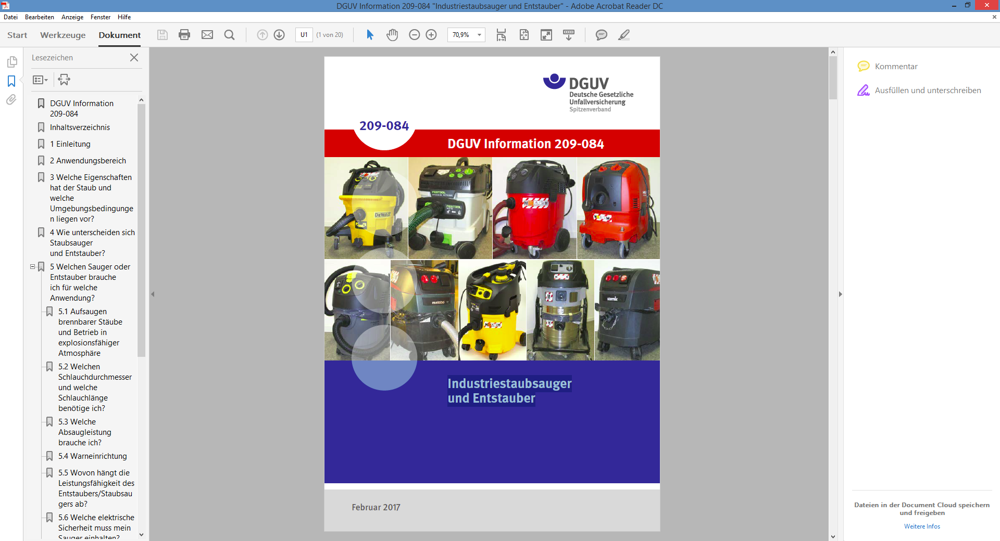 DGUV Information 209-084 "Industriestaubsauger und Entstauber" - Adobe Acrobat Reader DC
Datei Bearbeiten Anzeige Fenster Hilfe
Start Werkzeuge Dokument U1 (1 von 20) 70,9%
Lesezeichen
DGUV Information
209-084
Inhaltsverzeichnis
1 Einleitung
2 Anwendungsbereich
3 Welche Eigenschaften
hat der Staub und
welche
Umgebungsbedingunge
n liegen vor?
4 Wie unterscheiden sich
Staubsauger
und Entstauber?
5 Welchen Sauger oder
Entstauber brauche
ich für welche
Anwendung?
5.1 Aufsaugen
brennbarer Stäube
und Betrieb in
explosionsfähiger
Atmosphäre
5.2 Welchen
Schlauchdurchmesser
und welche
Schlauchlänge
benötige ich?
5.3 Welche
Absaugleistung
brauche ich?
5.4 Warneinrichtung
5.5 Wovon hängt die
Leistungsfähigkeit des
Entstaubers/Staubsau
gers ab?
5.6 Welche elektrische
Sicherheit muss mein
Sauger einhalten?
DGUV
Deutsche Gesetzliche
Unfallversicherung
Spitzenverband
209-084
DGUV Information 209-084
DEWALT
FESTOOL
FESTOOL
metabo
starmix
Industriestaubsauger
und Entstauber
Februar 2017
Kommentar
Ausfüllen und unterschreiben
Dateien in der Document Cloud speichern
und freigeben
Weitere Infos